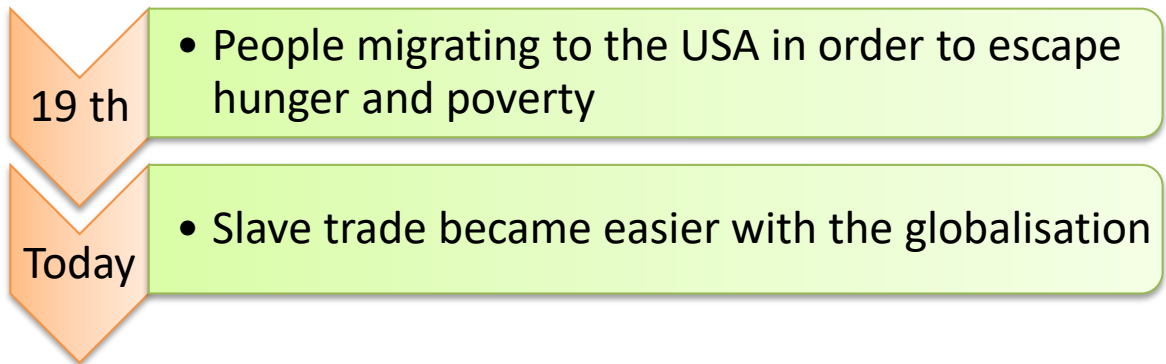 19 th
• People migrating to the USA in order to escape
hunger and poverty
Today
• Slave trade became easier with the globalisation